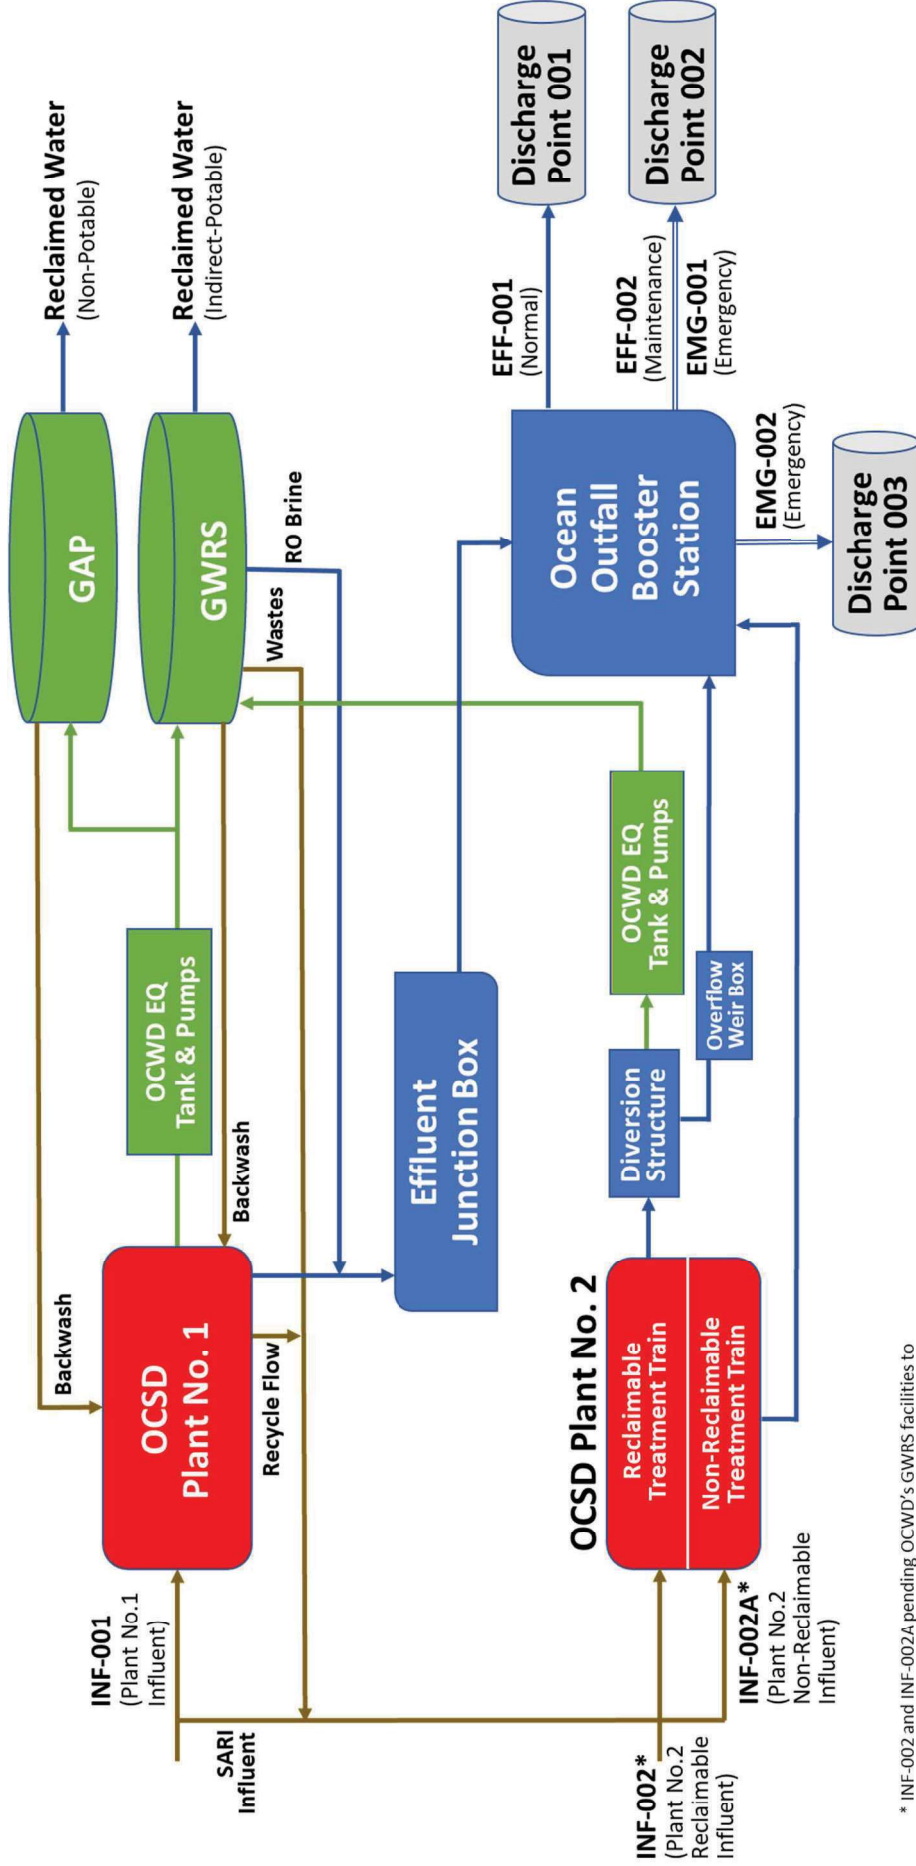 INF-001
(Plant No.1
Influent)
SARI
Influent
Backwash
OCSD
Plant No. 1
Recycle Flow
Backwash
OCWD EQ
Tank & Pumps
GAP
GWRS
Wastes
RO Brine
Reclaimed Water
(Non-Potable)
Reclaimed Water
(Indirect-Potable)
Effluent
Junction Box
INF-002*
(Plant No.2
Reclaimable
Influent)
INF-002A*
(Plant No.2
Non-Reclaimable
Influent)
OCSD Plant No. 2
Reclaimable
Treatment Train
Non-Reclaimable
Treatment Train
Diversion
Structure
OCWD EQ
Tank & Pumps
Overflow
Weir Box
Ocean
Outfall
Booster
Station
EFF-001
(Normal)
EFF-002
(Maintenance)
EMG-001
(Emergency)
EMG-002
(Emergency)
Discharge
Point 001
Discharge
Point 002
Discharge
Point 003
* INF-002 and INF-002A pending OCWD's GWRS facilities to